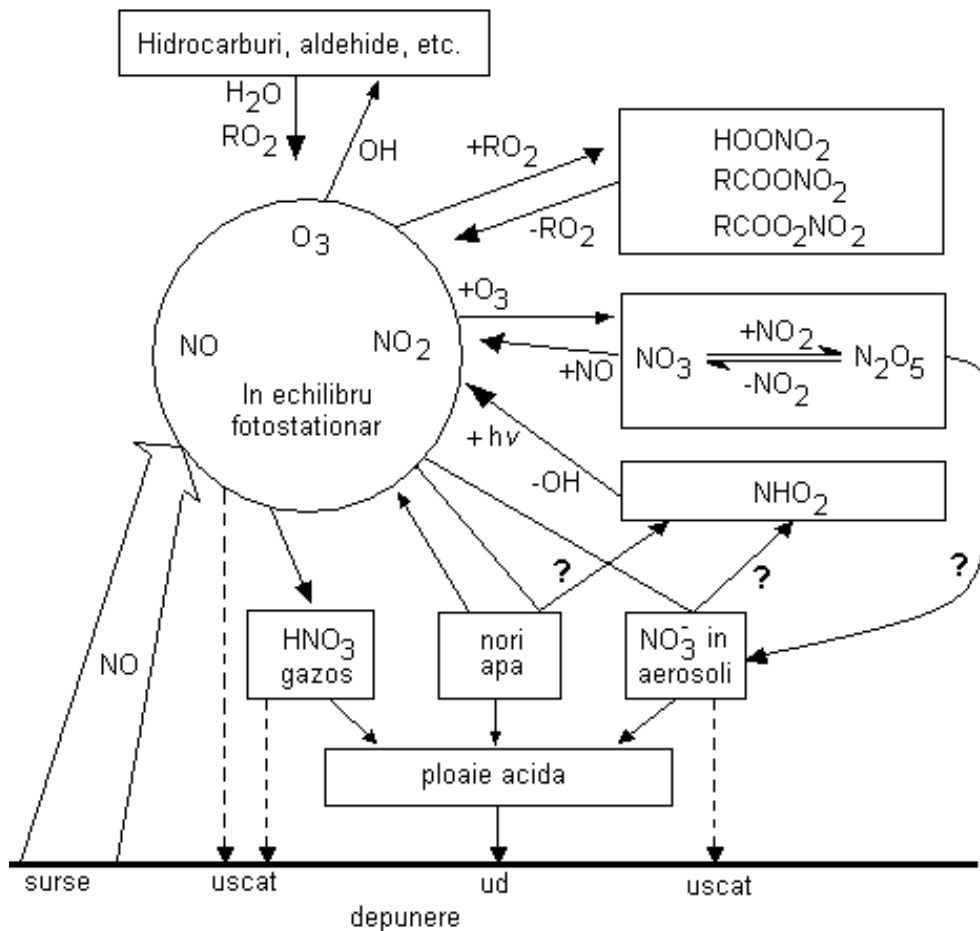 Hidrocarburi, aldehide, etc.
H₂O
RO₂
OH
+RO₂
-RO₂
HOONO₂
RCOONO₂
RCOO₂NO₂
O₃
NO
NO₂
In echilibru
fotostationar
+O₃
+NO
NO₃
+NO₂
-NO₂
N₂O₅
+ hv
-OH
NHO₂
?
?
?
NO
HNO₃
gazos
nori
apa
NO₃⁻ in
aerosoli
ploaie acida
surse
uscat
ud
uscat
depunere